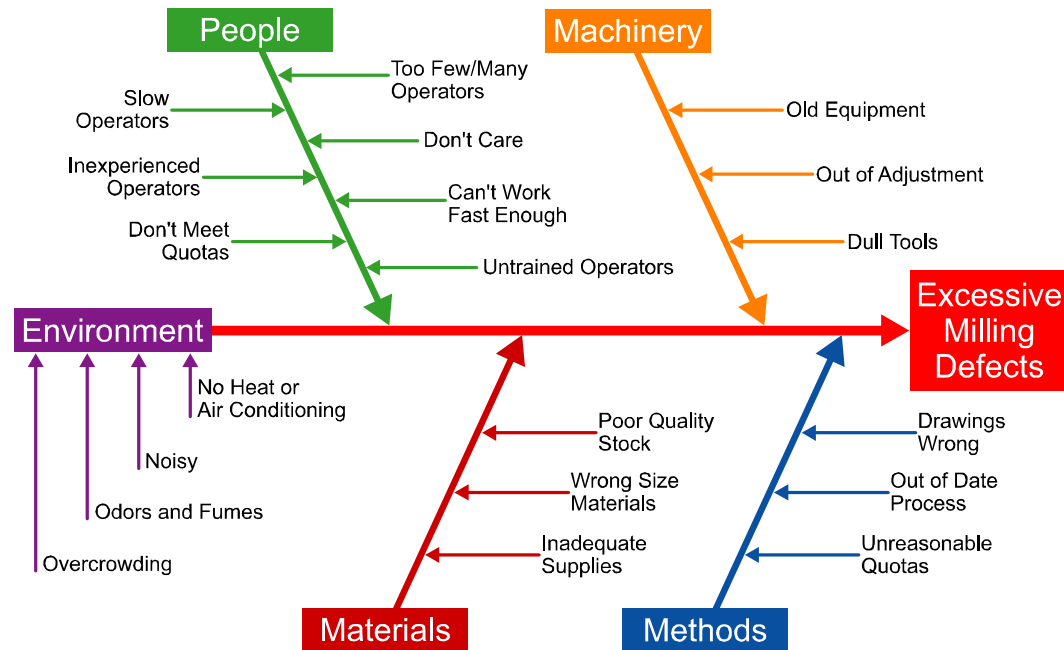 People
Machinery
Too Few/Many
Operators
Slow
Operators
Old Equipment
Don't Care
Inexperienced
Operators
Out of Adjustment
Can't Work
Fast Enough
Don't Meet
Quotas
Dull Tools
Untrained Operators
Environment
Excessive
Milling
Defects
No Heat or
Air Conditioning
Noisy
Odors and Fumes
Overcrowding
Poor Quality
Stock
Wrong Size
Materials
Inadequate
Supplies
Drawings
Wrong
Out of Date
Process
Unreasonable
Quotas
Materials
Methods